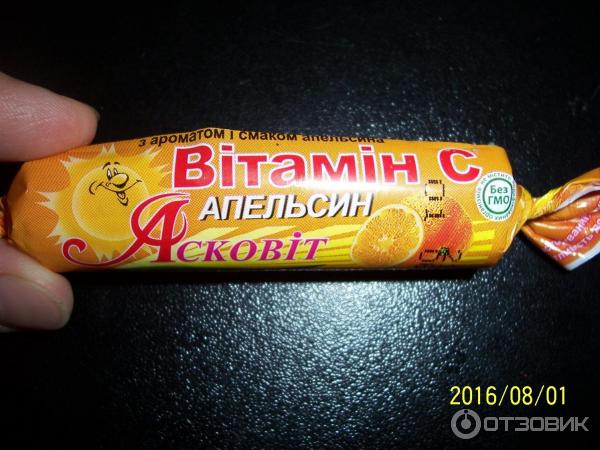 з ароматом і смаком апельсина
Вітамін С
АПЕЛЬСИН
Асковіт
Без
ГМО
2016/08/01
ОТЗОВИК